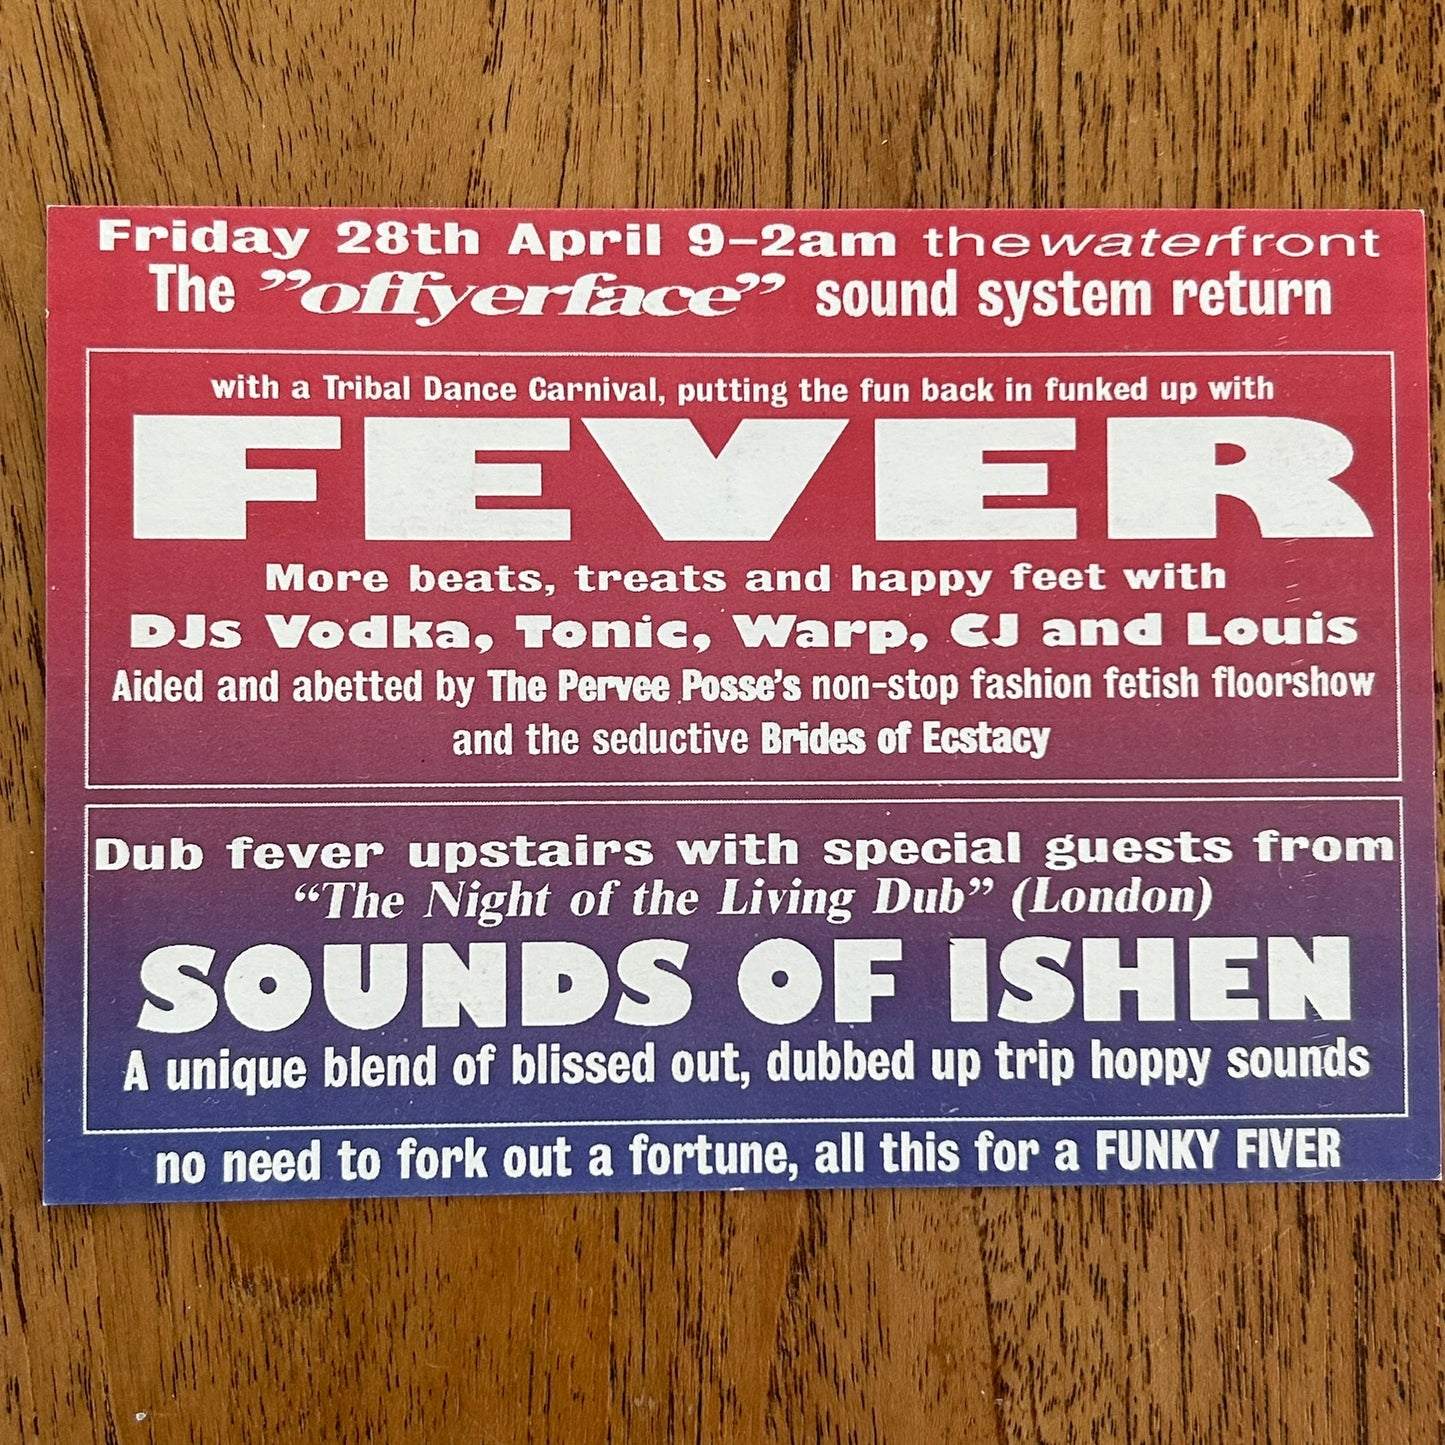 Friday 28th April 9-2am thewaterfront
The "offyerface" sound system return
with a Tribal Dance Carnival, putting the fun back in funked up with
FEVER
More beats, treats and happy feet with
DJs Vodka, Tonic, Warp, CJ and Louis
Aided and abetted by The Pervee Posse's non-stop fashion fetish floorshow
and the seductive Brides of Ecstacy
Dub fever upstairs with special guests from
"The Night of the Living Dub" (London)
SOUNDS OF ISHEN
A unique blend of blissed out, dubbed up trip hoppy sounds
no need to fork out a fortune, all this for a FUNKY FIVER